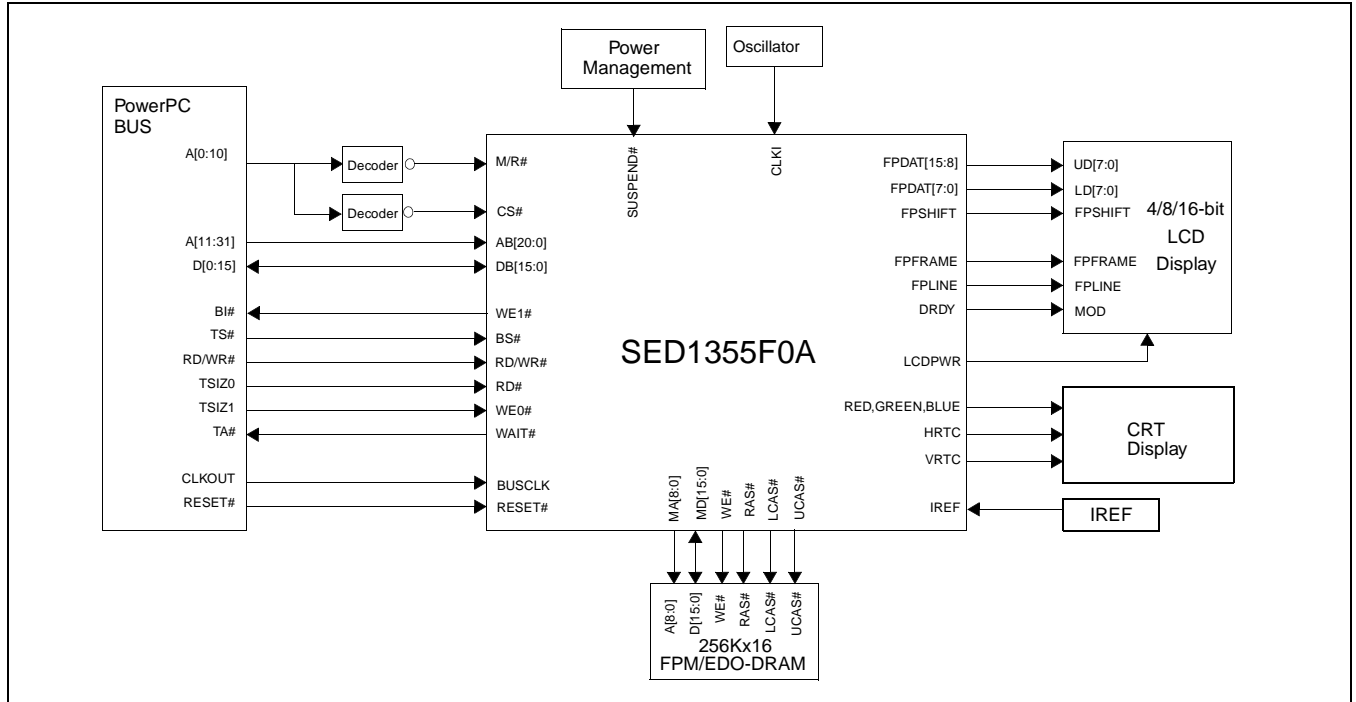 Power
Management
Oscillator
PowerPC
BUS
A[0:10]
A[11:31]
D[0:15]
BI#
TS#
RD/WR#
TSIZ0
TSIZ1
TA#
CLKOUT
RESET#
Decoder
Decoder
M/R#
CS#
AB[20:0]
DB[15:0]
WE1#
BS#
RD/WR#
RD#
WE0#
WAIT#
BUSCLK
RESET#
SUSPEND#
CLKI
SED1355F0A
FPDAT[15:8]
FPDAT[7:0]
FPSHIFT
FPFRAME
FPLINE
DRDY
LCDPWR
RED,GREEN,BLUE
HRTC
VRTC
IREF
UD[7:0]
LD[7:0]
FPSHIFT
FPFRAME
FPLINE
MOD
4/8/16-bit
LCD
Display
CRT
Display
IREF
MA[8:0]
MD[15:0]
WE#
RAS#
LCAS#
UCAS#
A[8:0]
D[15:0]
WE#
RAS#
LCAS#
UCAS#
256Kx16
FPM/EDO-DRAM